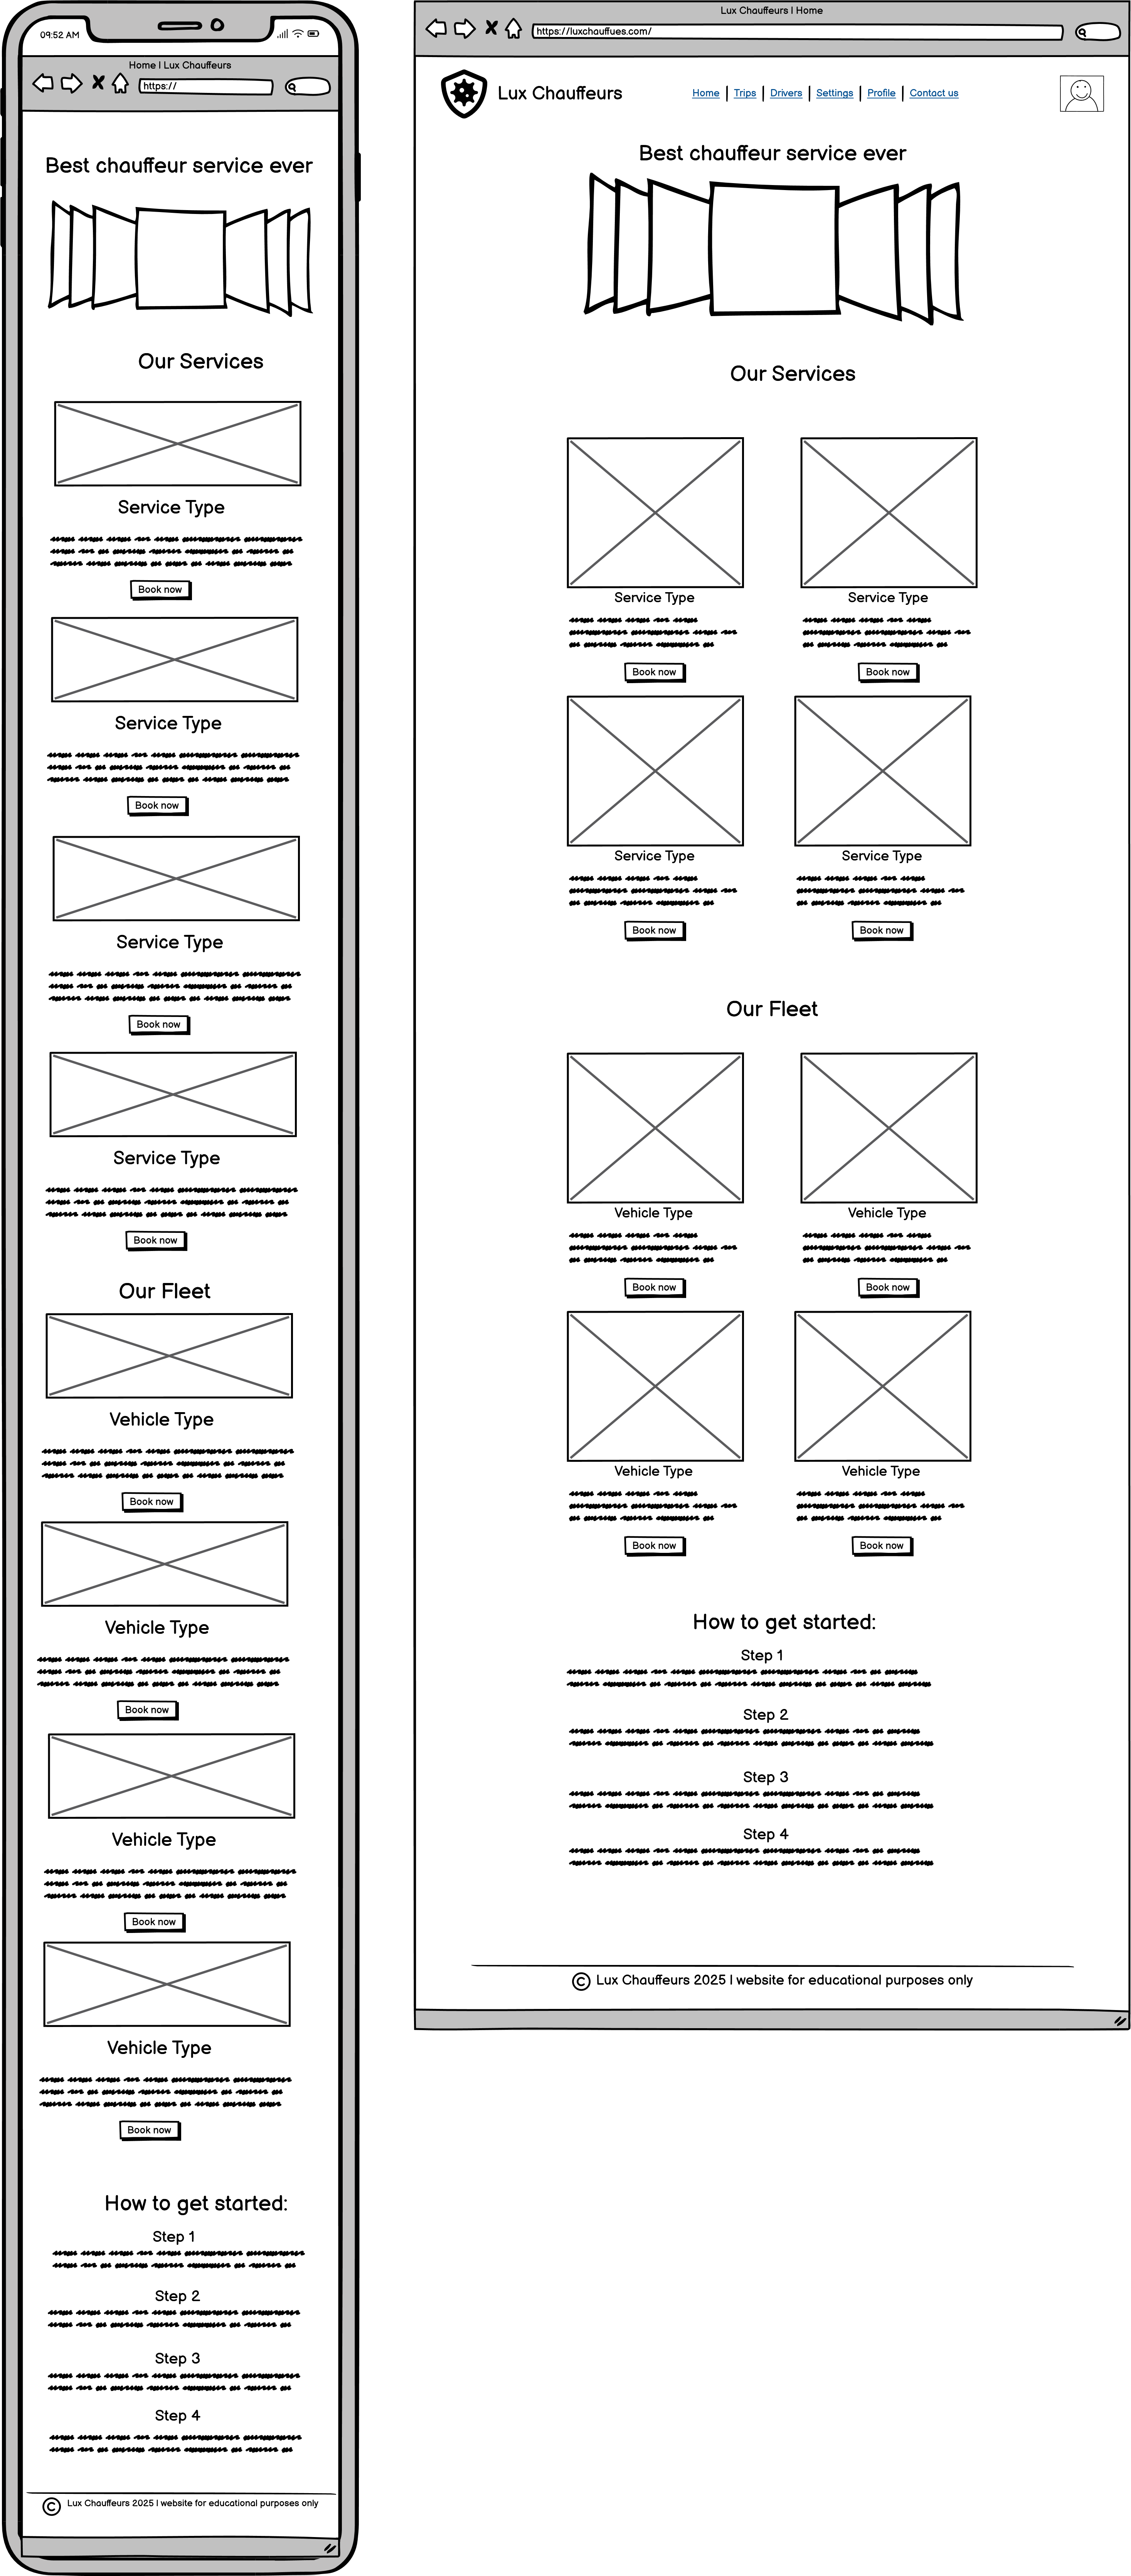 09:52 AM
Home | Lux Chauffeurs
https://
Best chauffeur service ever
Our Services
Service Type
Book now
Service Type
Book now
Service Type
Book now
Service Type
Book now
Our Fleet
Vehicle Type
Book now
Vehicle Type
Book now
Vehicle Type
Book now
Vehicle Type
Book now
How to get started:
Step 1
Step 2
Step 3
Step 4
© Lux Chauffeurs 2025 | website for educational purposes only
Lux Chauffeurs | Home
https://luxchauffues.com/
Lux Chauffeurs
Home | Trips | Drivers | Settings | Profile | Contact us
Best chauffeur service ever
Our Services
Service Type Service Type
Book now Book now
Service Type Service Type
Book now Book now
Our Fleet
Vehicle Type Vehicle Type
Book now Book now
Vehicle Type Vehicle Type
Book now Book now
How to get started:
Step 1
Step 2
Step 3
Step 4
© Lux Chauffeurs 2025 | website for educational purposes only